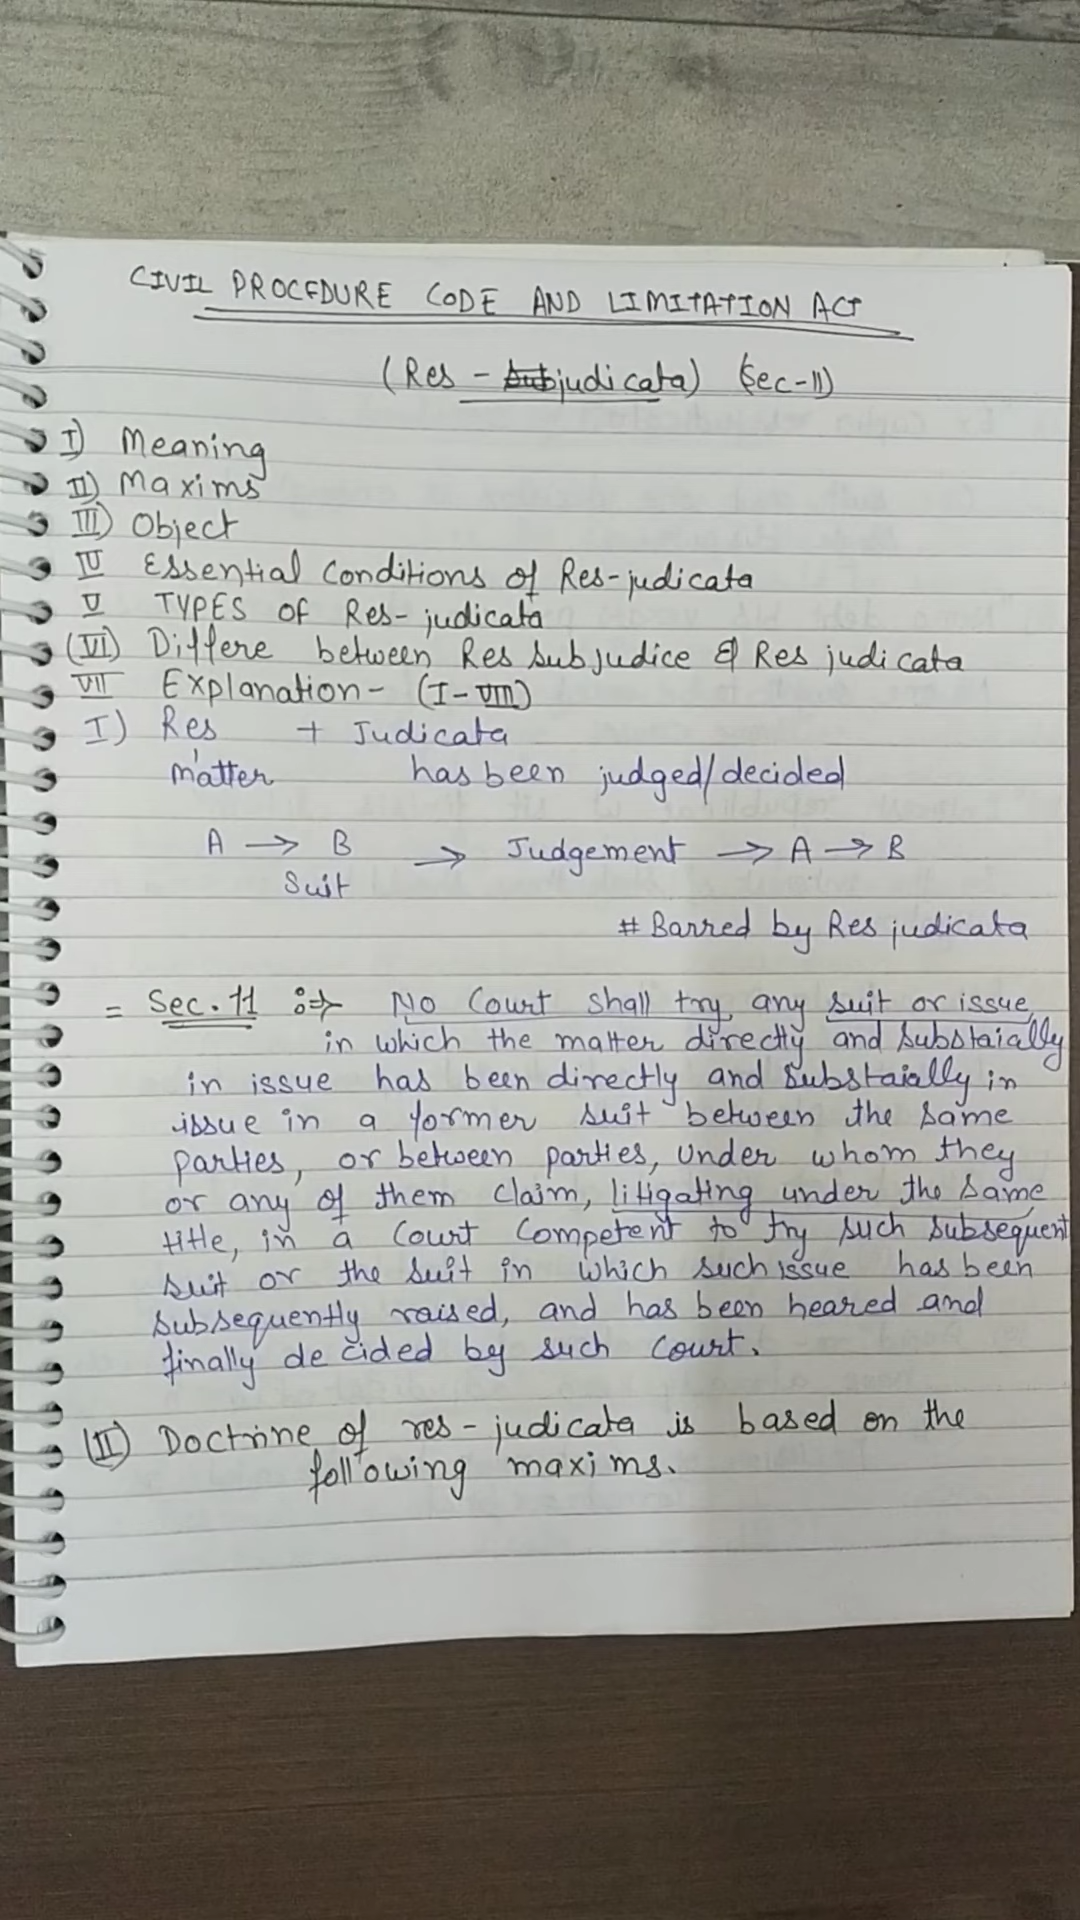 CIVIL PROCEDURE CODE AND LIMITATION ACT
(Res - judicata) (Sec-11)
I) Meaning
II) Maxims
III) Object
IV Essential Conditions of Res-judicata
V TYPES of Res-judicata
(VI) Differe between Res Subjudice & Res judicata
VII Explanation- (I-VIII)
I) Res + Judicata
matter has been judged/decided
A → B → Judgement → A → B
Suit
# Barred by Res judicata
= Sec. 11 :⇒ No Court shall try any suit or issue
in which the matter directly and substaially
in issue has been directly and substaially in
issue in a former suit between the same
parties, or between parties, under whom they
or any of them claim, litigating under the same
title, in a Court Competent to try such subsequent
suit or the suit in which such issue has been
subsequently raised, and has been heared and
finally decided by such Court.
(II) Doctrine of res-judicata is based on the
following maxims.